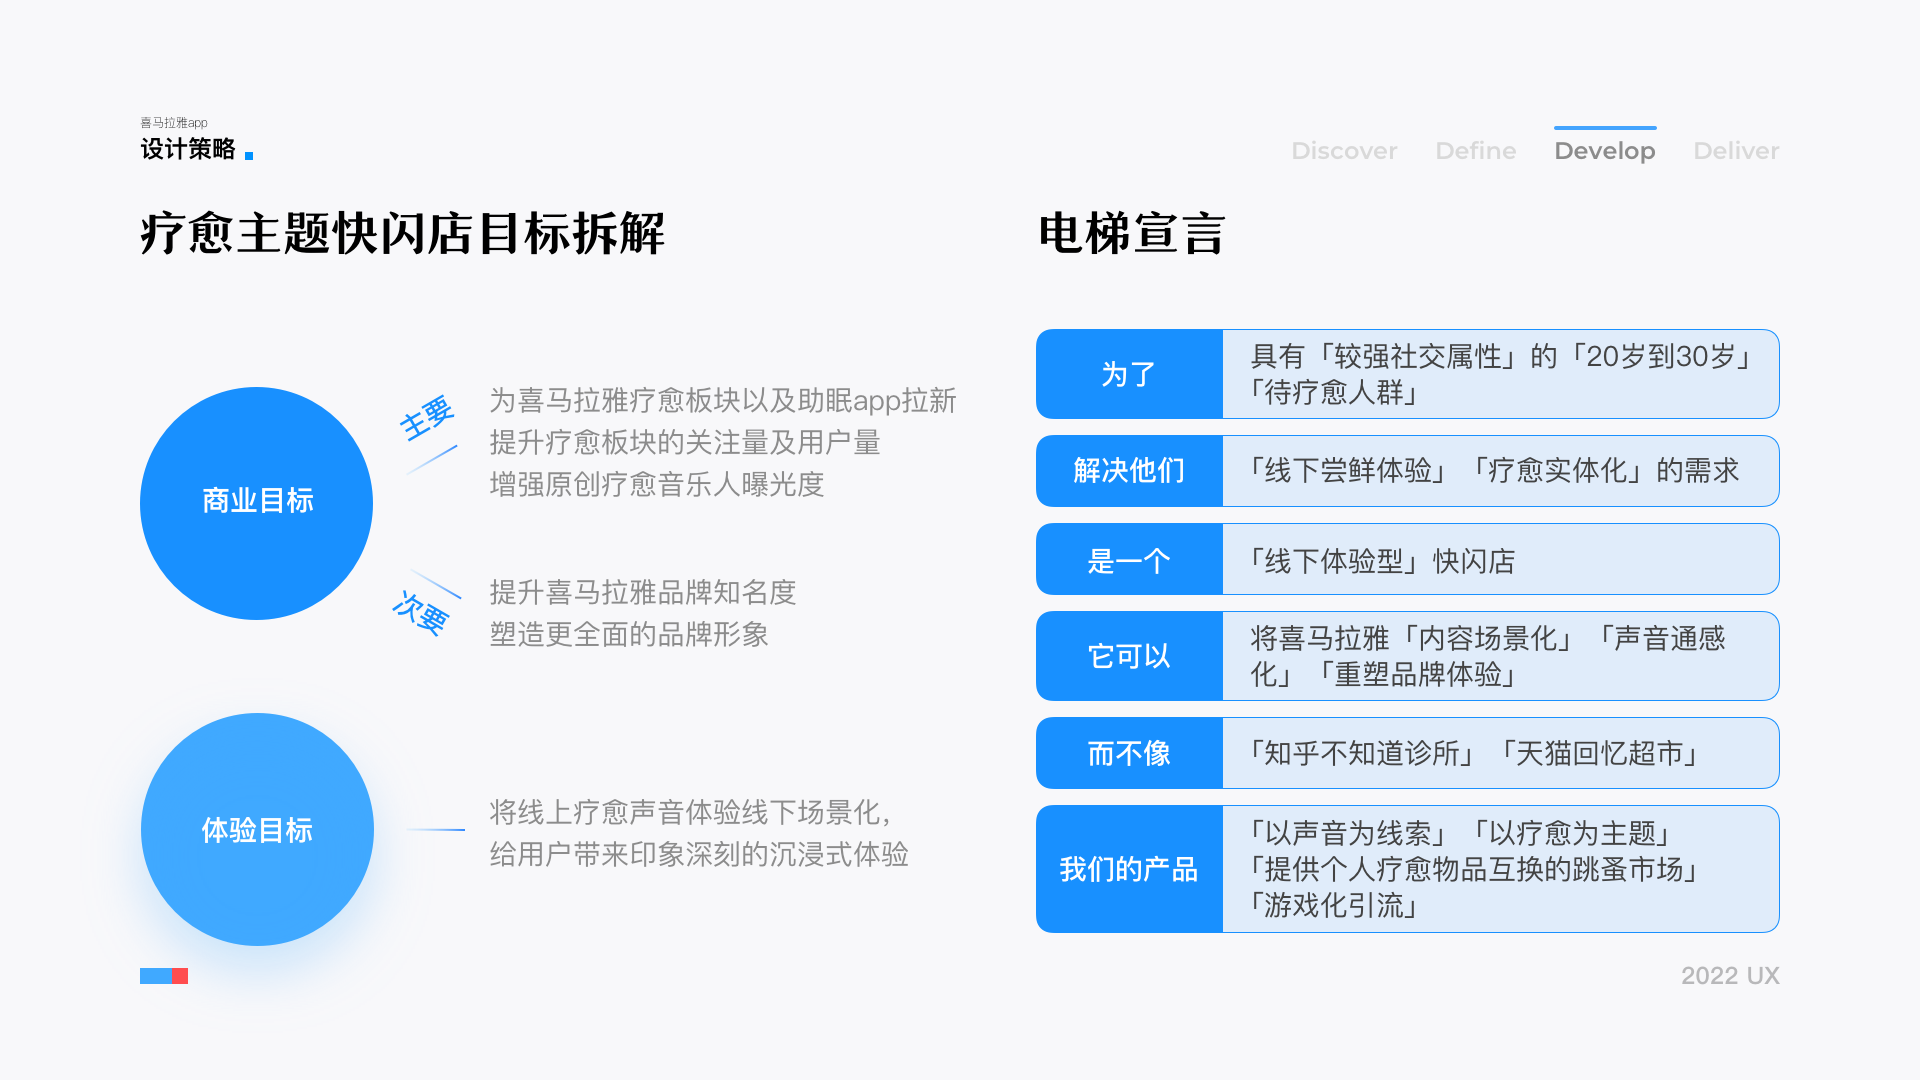 喜马拉雅app
设计策略
Discover Define Develop Deliver
疗愈主题快闪店目标拆解
商业目标
主要
为喜马拉雅疗愈板块以及助眠app拉新
提升疗愈板块的关注量及用户量
增强原创疗愈音乐人曝光度
次要
提升喜马拉雅品牌知名度
塑造更全面的品牌形象
体验目标
将线上疗愈声音体验线下场景化，
给用户带来印象深刻的沉浸式体验
电梯宣言
为了
具有「较强社交属性」的「20岁到30岁」
「待疗愈人群」
解决他们
「线下尝鲜体验」「疗愈实体化」的需求
是一个
「线下体验型」快闪店
它可以
将喜马拉雅「内容场景化」「声音通感
化」「重塑品牌体验」
而不像
「知乎不知道诊所」「天猫回忆超市」
我们的产品
「以声音为线索」「以疗愈为主题」
「提供个人疗愈物品互换的跳蚤市场」
「游戏化引流」
2022 UX